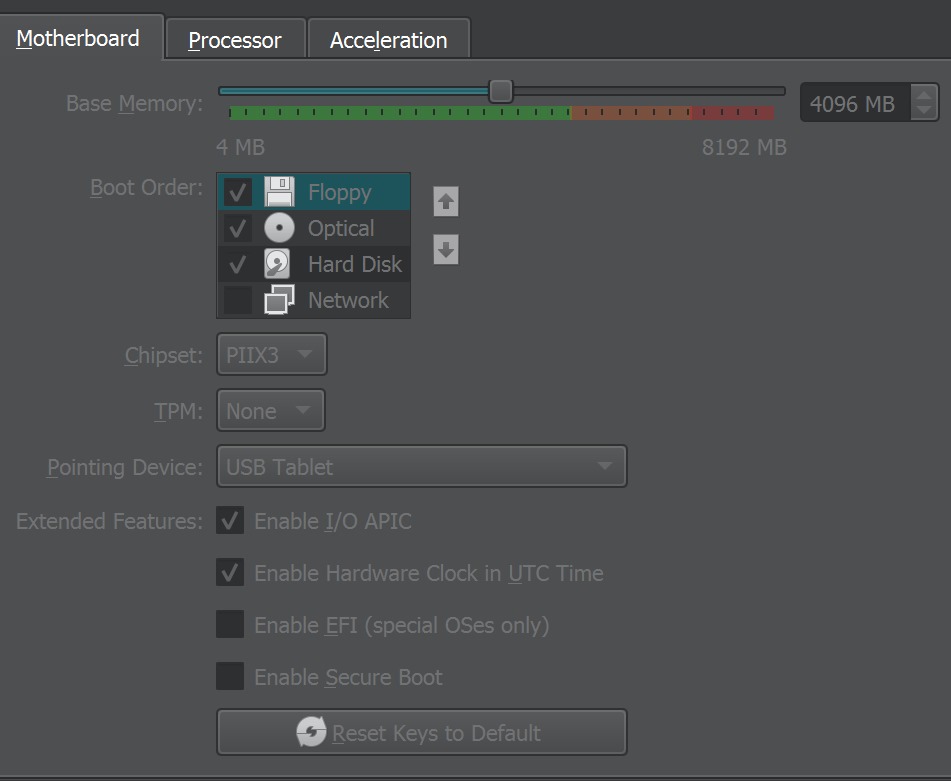 Motherboard Processor Acceleration
Base Memory: 4096 MB
4 MB 8192 MB
Boot Order: Floppy
Optical
Hard Disk
Network
Chipset: PIIX3
TPM: None
Pointing Device: USB Tablet
Extended Features: Enable I/O APIC
Enable Hardware Clock in UTC Time
Enable EFI (special OSes only)
Enable Secure Boot
Reset Keys to Default